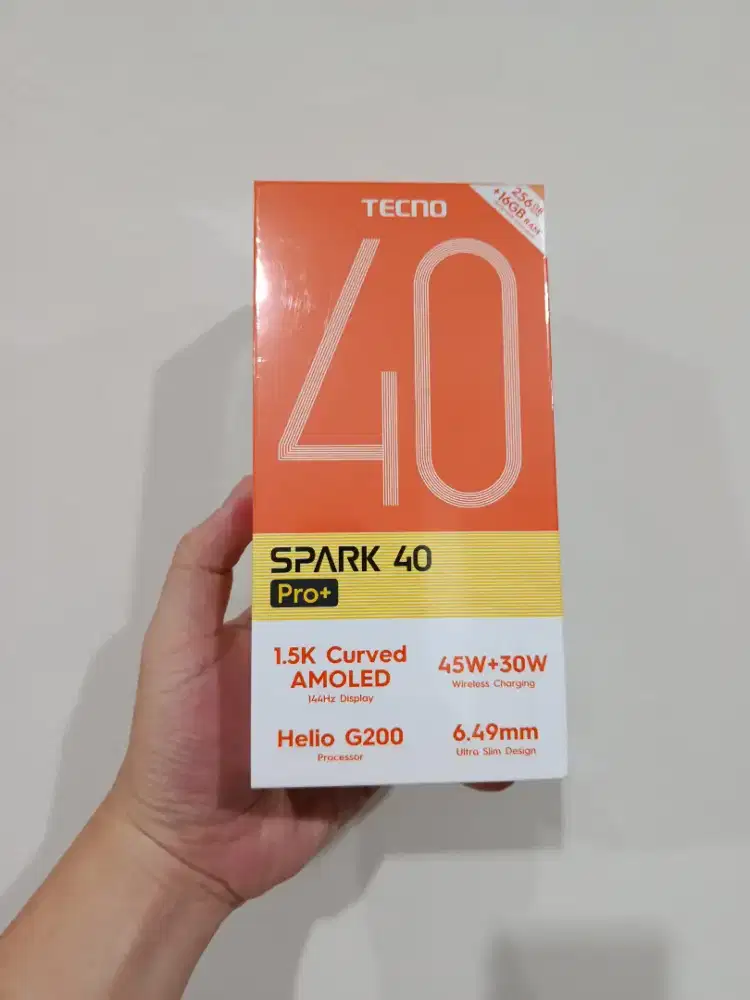 TECNO
256GB
+16GB RAM
40
SPARK 40
Pro+
1.5K Curved
AMOLED
144Hz Display
45W+30W
Wireless Charging
Helio G200
Processor
6.49mm
Ultra Slim Design